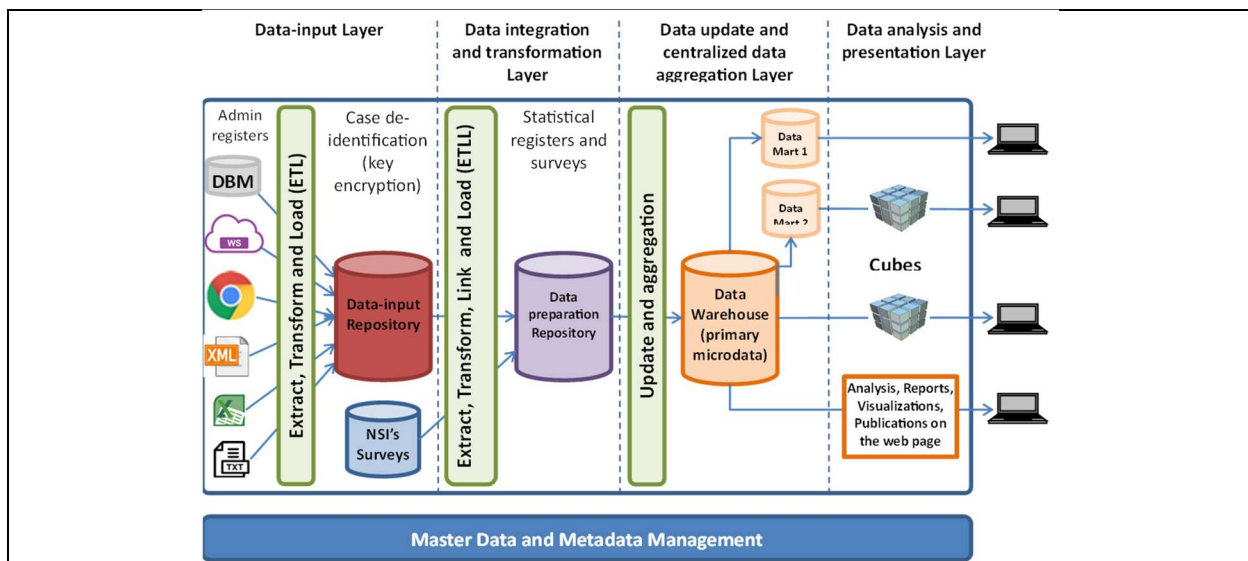 Data-input Layer
Data integration
and transformation
Layer
Data update and
centralized data
aggregation Layer
Data analysis and
presentation Layer
Admin
registers
DBM
WS
XML
TXT
Extract, Transform and Load (ETL)
Case de-
identification
(key
encryption)
Data-input
Repository
NSI's
Surveys
Extract, Transform, Link and Load (ETLL)
Statistical
registers and
surveys
Data
preparation
Repository
Update and aggregation
Data
Mart 1
Data
Mart 2
Data
Warehouse
(primary
microdata)
Cubes
Analysis, Reports,
Visualizations,
Publications on
the web page
Master Data and Metadata Management